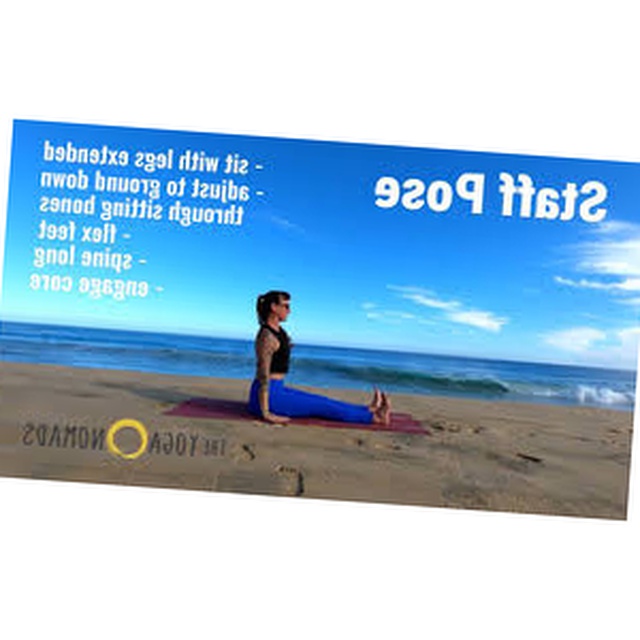 Staff Pose
- sit with legs extended
- adjust to ground down
through sitting bones
- flex feet
- spine long
- engage core
THE YOGA NOMADS